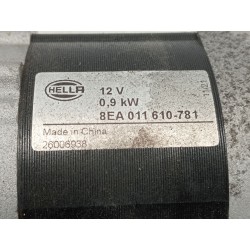 HELLA
12 V
0,9 kW
8EA 011 610-781
Made in China
26006938